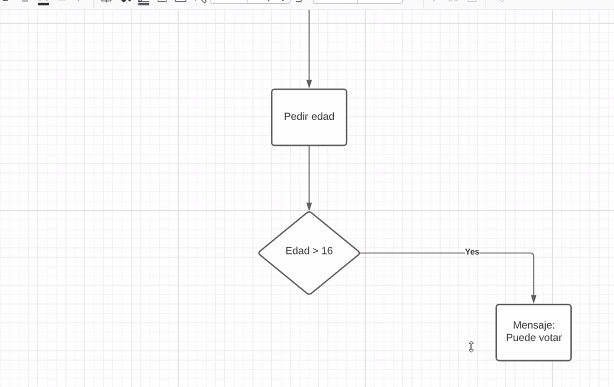 Pedir edad
Edad > 16
Yes
Mensaje:
Puede votar